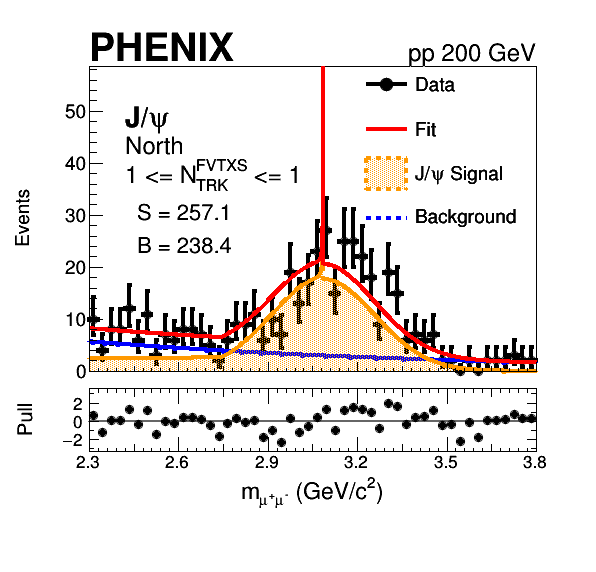 PHENIX
pp 200 GeV
J/ψ
North
1 <= N^{FVTXS}_{TRK} <= 1
S = 257.1
B = 238.4
Data
Fit
J/ψ Signal
Background
Events
50
40
30
20
10
0
Pull
2
0
−2
2.3 2.6 2.9 3.2 3.5 3.8
m_{μ⁺μ⁻} (GeV/c²)